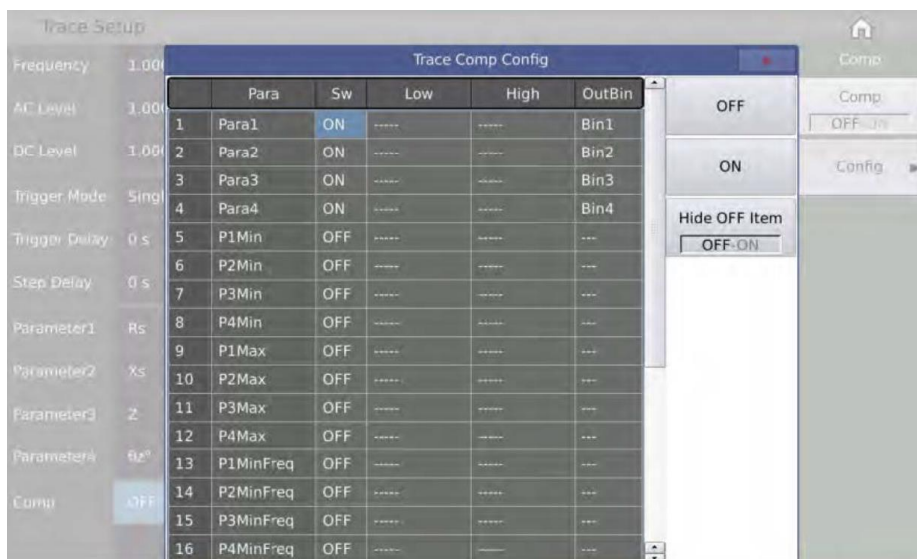 Trace Setup
Trace Comp Config
Comp
Comp
OFF-ON
Config
Frequency 1.000
AC Level 1.000
DC Level 1.000
Trigger Mode Singl
Trigger Delay 0 s
Step Delay 0 s
Parameter1 Rs
Parameter2 Xs
Parameter3 Z
Parameter4 θz°
Comp OFF
Para Sw Low High OutBin
1 Para1 ON ----- ----- Bin1
2 Para2 ON ----- ----- Bin2
3 Para3 ON ----- ----- Bin3
4 Para4 ON ----- ----- Bin4
5 P1Min OFF ----- ----- ---
6 P2Min OFF ----- ----- ---
7 P3Min OFF ----- ----- ---
8 P4Min OFF ----- ----- ---
9 P1Max OFF ----- ----- ---
10 P2Max OFF ----- ----- ---
11 P3Max OFF ----- ----- ---
12 P4Max OFF ----- ----- ---
13 P1MinFreq OFF ----- ----- ---
14 P2MinFreq OFF ----- ----- ---
15 P3MinFreq OFF ----- ----- ---
16 P4MinFreq OFF ----- ----- ---
OFF
ON
Hide OFF Item
OFF-ON